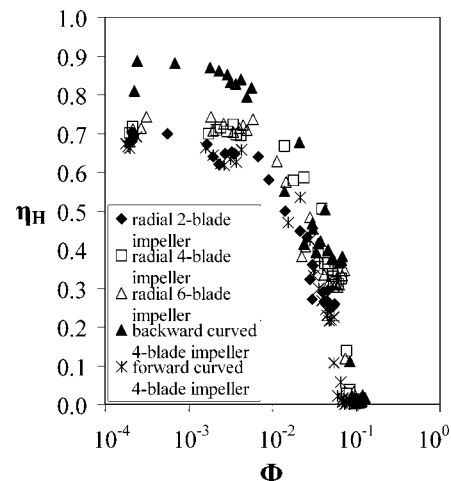 1.0
0.9
0.8
0.7
0.6
ηH
0.5
0.4
0.3
0.2
0.1
0.0
radial 2-blade
impeller
radial 4-blade
impeller
radial 6-blade
impeller
backward curved
4-blade impeller
forward curved
4-blade impeller
10-4 10-3 10-2 10-1 100
Φ